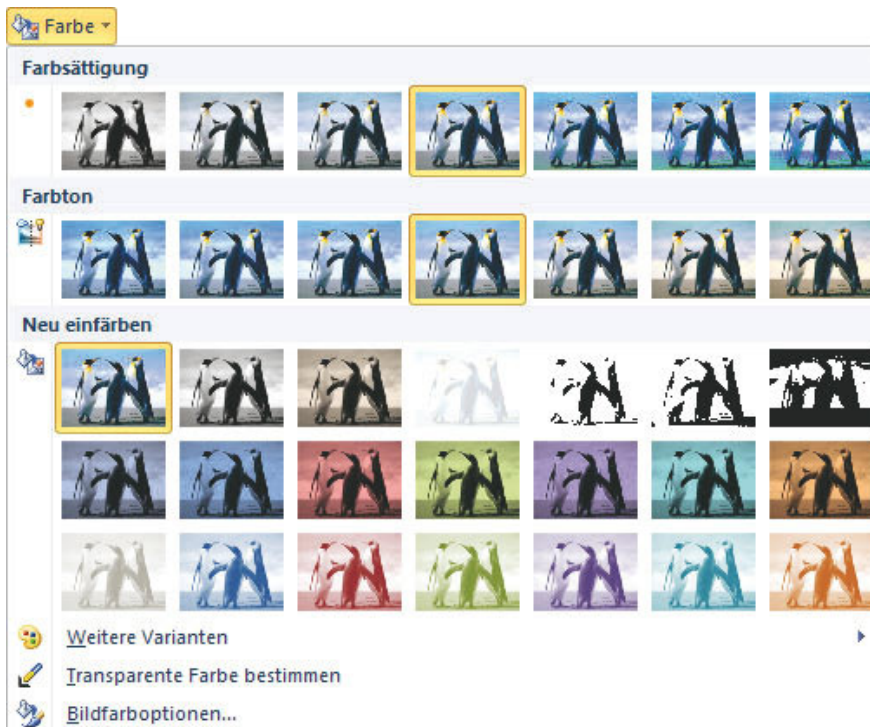 Farbe
Farbsättigung
Farbton
Neu einfärben
Weitere Varianten
Transparente Farbe bestimmen
Bildfarboptionen...